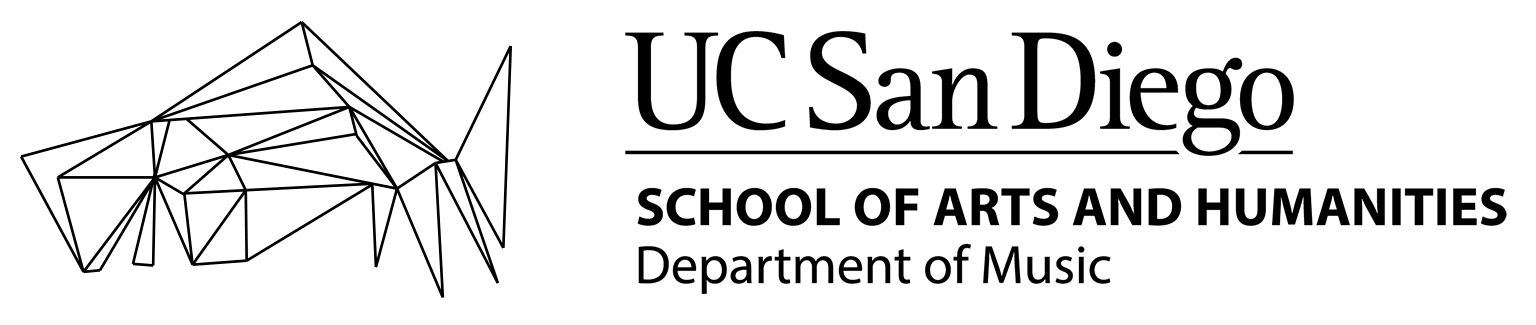 UC San Diego
SCHOOL OF ARTS AND HUMANITIES
Department of Music